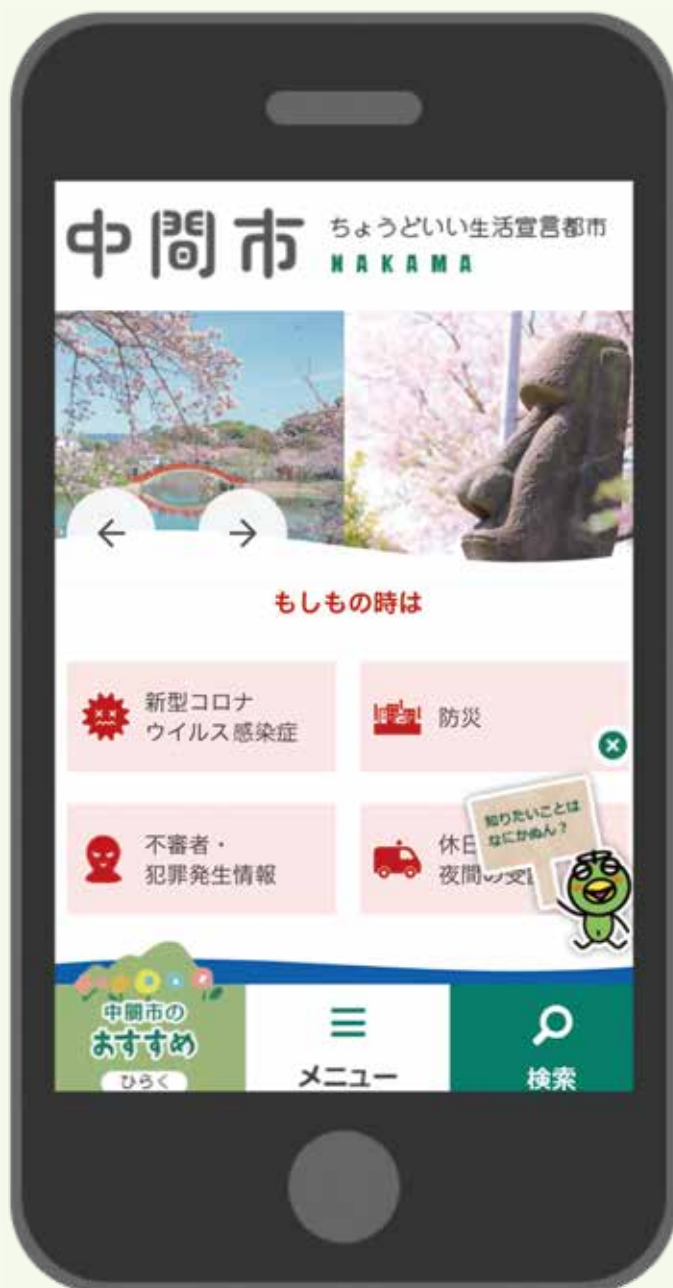 中間市
ちょうどいい生活宣言都市
NAKAMA
もしもの時は
新型コロナ
ウイルス感染症
防災
不審者・
犯罪発生情報
休日
夜間の
知りたいことは
なにかぬん?
中間市の
おすすめ
ひらく
メニュー
検索